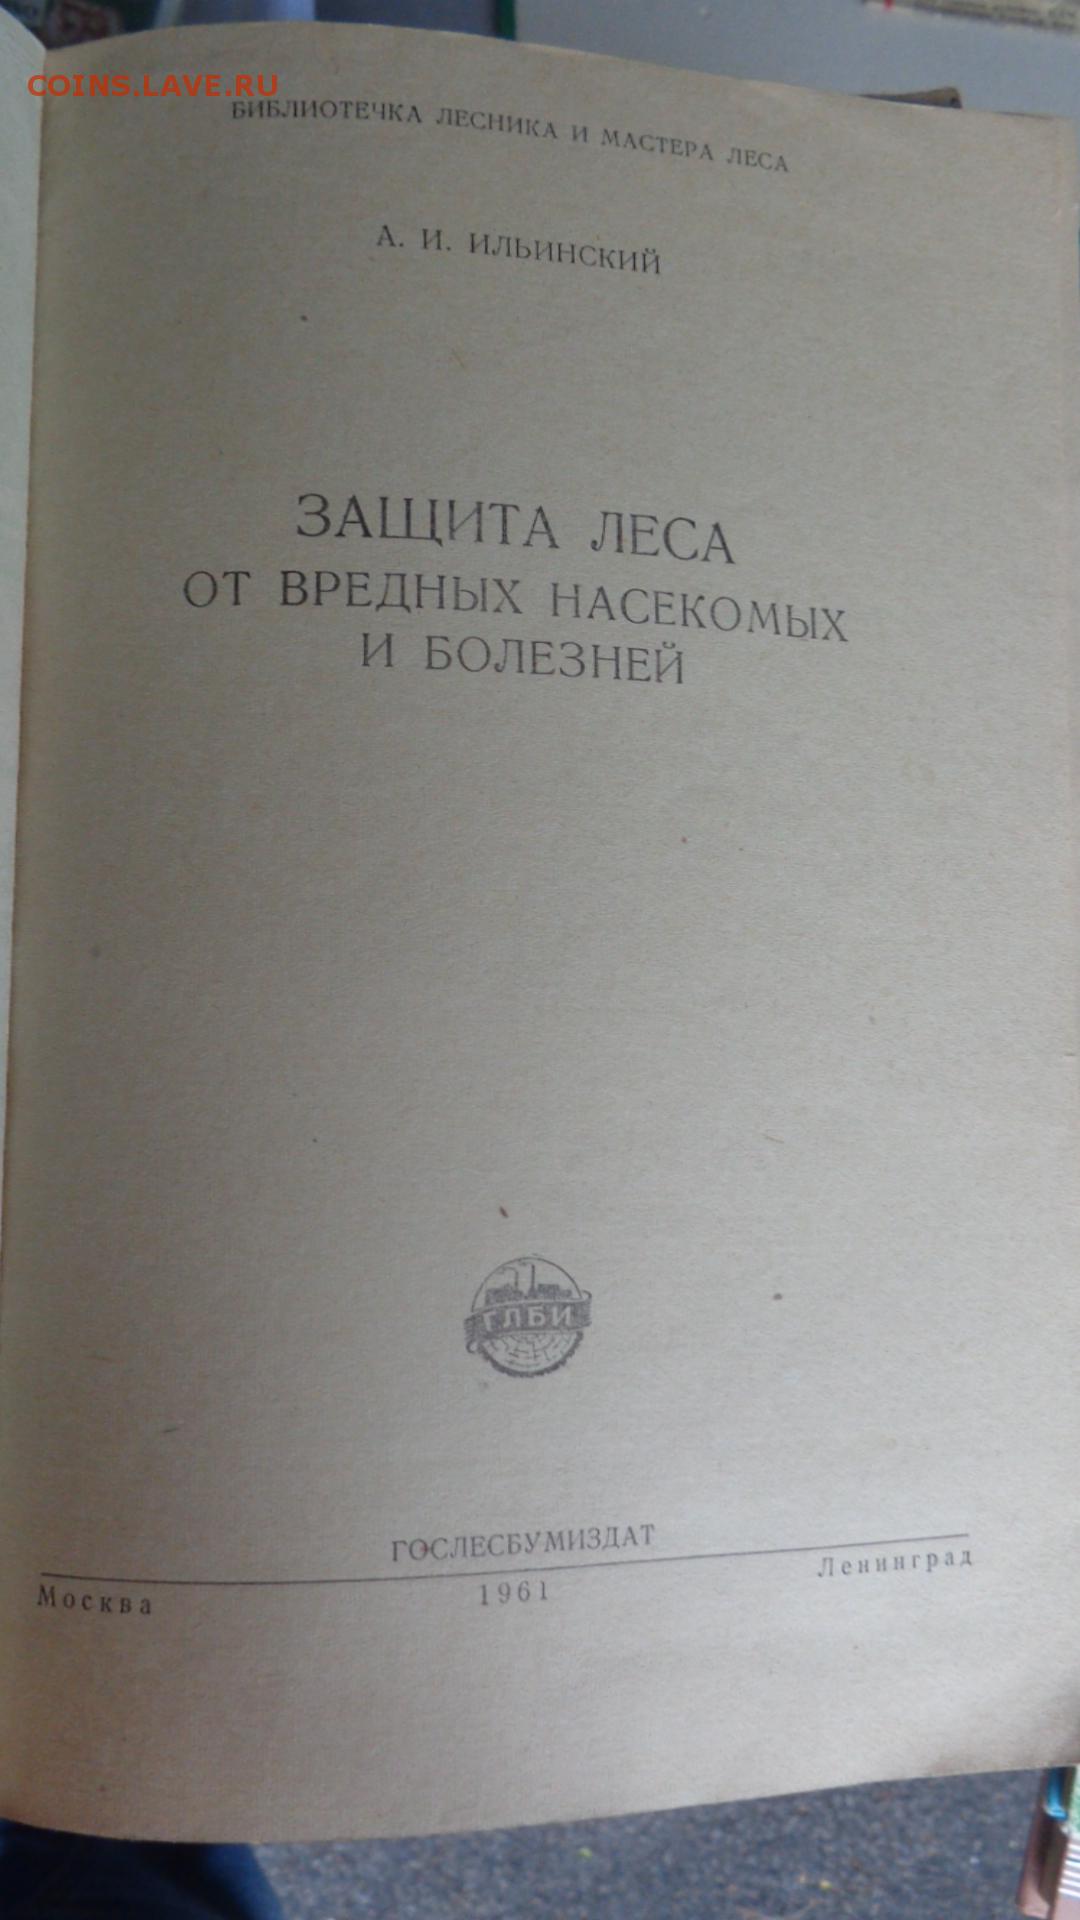 COINS.LAVE.RU
БИБЛИОТЕЧКА ЛЕСНИКА И МАСТЕРА ЛЕСА
А. И. ИЛЬИНСКИЙ
ЗАЩИТА ЛЕСА
ОТ ВРЕДНЫХ НАСЕКОМЫХ
И БОЛЕЗНЕЙ
ГЛБИ
ГОСЛЕСБУМИЗДАТ
Москва 1961 Ленинград